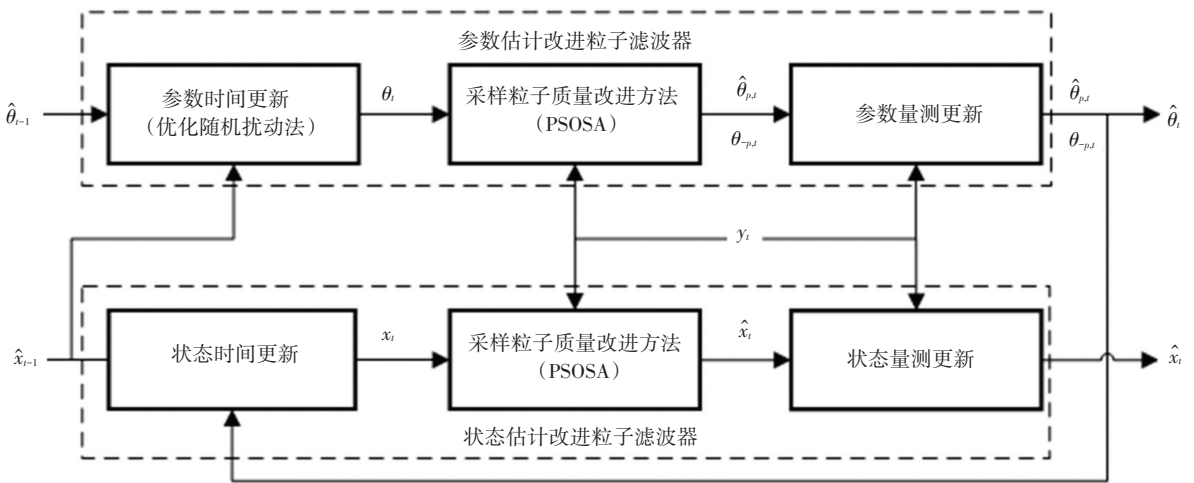 参数估计改进粒子滤波器
θ̂ₜ₋₁
参数时间更新
(优化随机扰动法)
θₜ
采样粒子质量改进方法
(PSOSA)
θ̂ₚ,ₜ
θ₋ₚ,ₜ
参数量测更新
θ̂ₚ,ₜ
θ₋ₚ,ₜ
θ̂ₜ
yₜ
x̂ₜ₋₁
状态时间更新
xₜ
采样粒子质量改进方法
(PSOSA)
x̂ₜ
状态量测更新
x̂ₜ
状态估计改进粒子滤波器